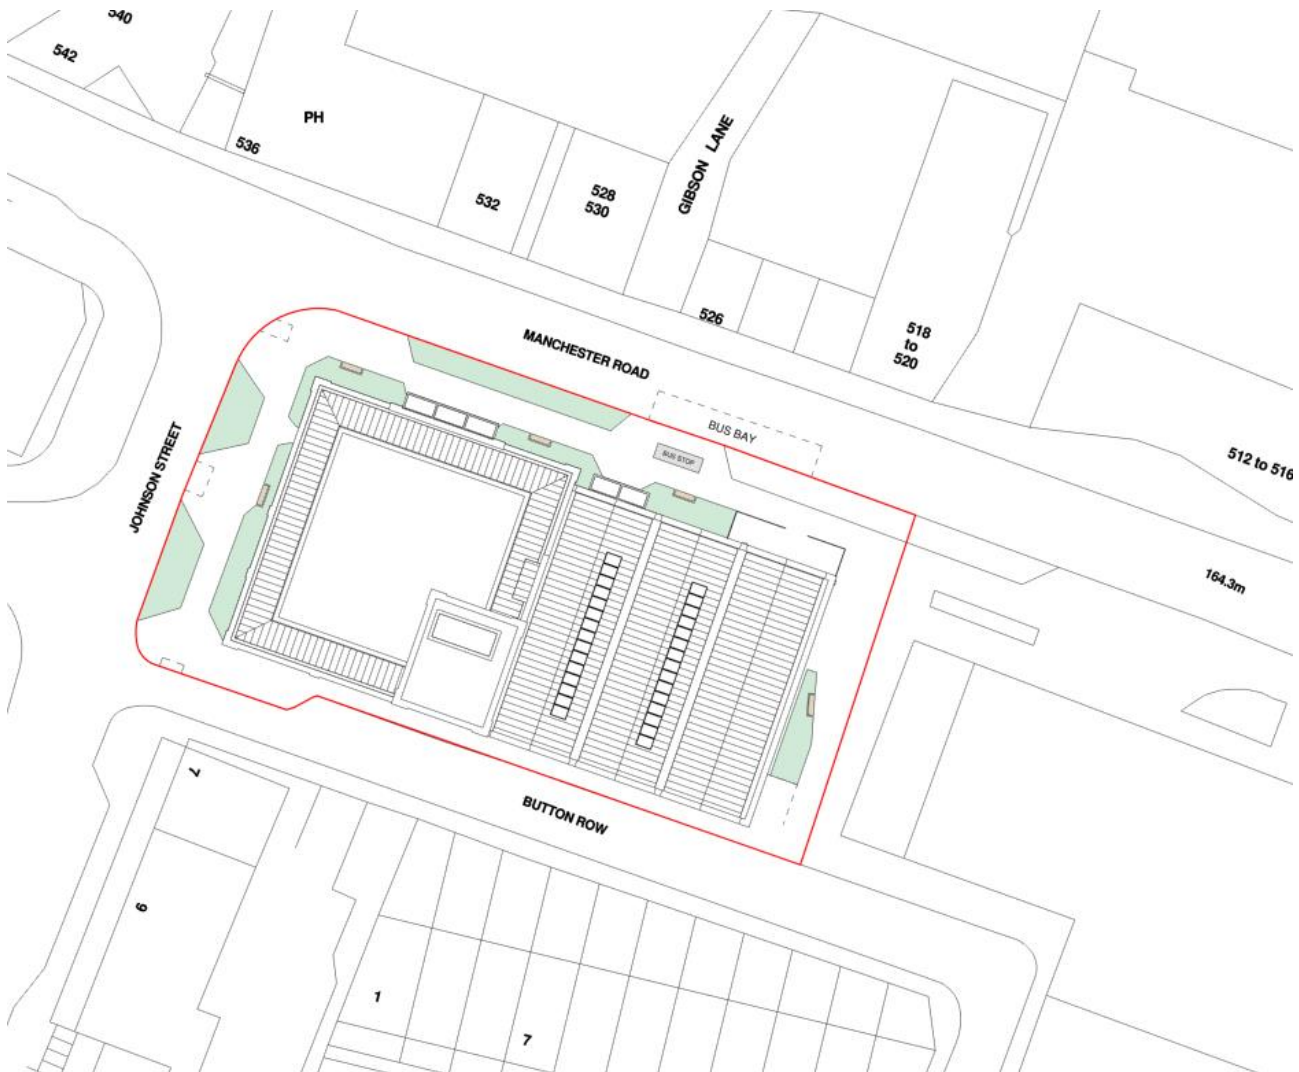 540
542
PH
536
532
528
530
GIBSON LANE
526
518
to
520
MANCHESTER ROAD
BUS BAY
BUS STOP
512 to 516
164.3m
JOHNSON STREET
BUTTON ROW
7
6
1
7